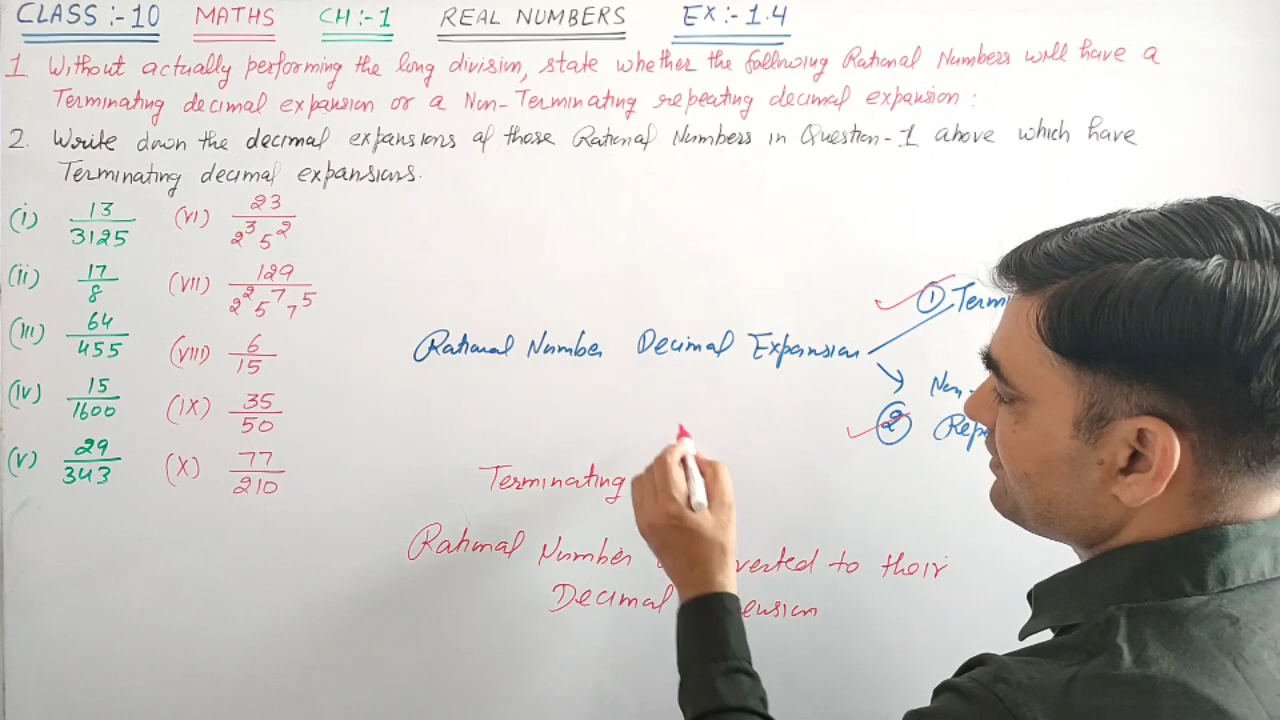 CLASS :- 10 MATHS CH :- 1 REAL NUMBERS EX :- 1.4
1. Without actually performing the long division, state whether the following Rational Numbers will have a
Terminating decimal expansion or a Non-Terminating repeating decimal expansion :
2. Write down the decimal expansions of those Rational Numbers in Question-1 above which have
Terminating decimal expansions.
(i) 13/3125 (VI) 23/2³5²
(ii) 17/8 (VII) 129/2²5⁷7⁵
(III) 64/455 (VIII) 6/15
(IV) 15/1600 (IX) 35/50
(V) 29/343 (X) 77/210
① Term
Rational Number Decimal Expansion
Non-
②
Terminating
Rational Number to their
Decimal